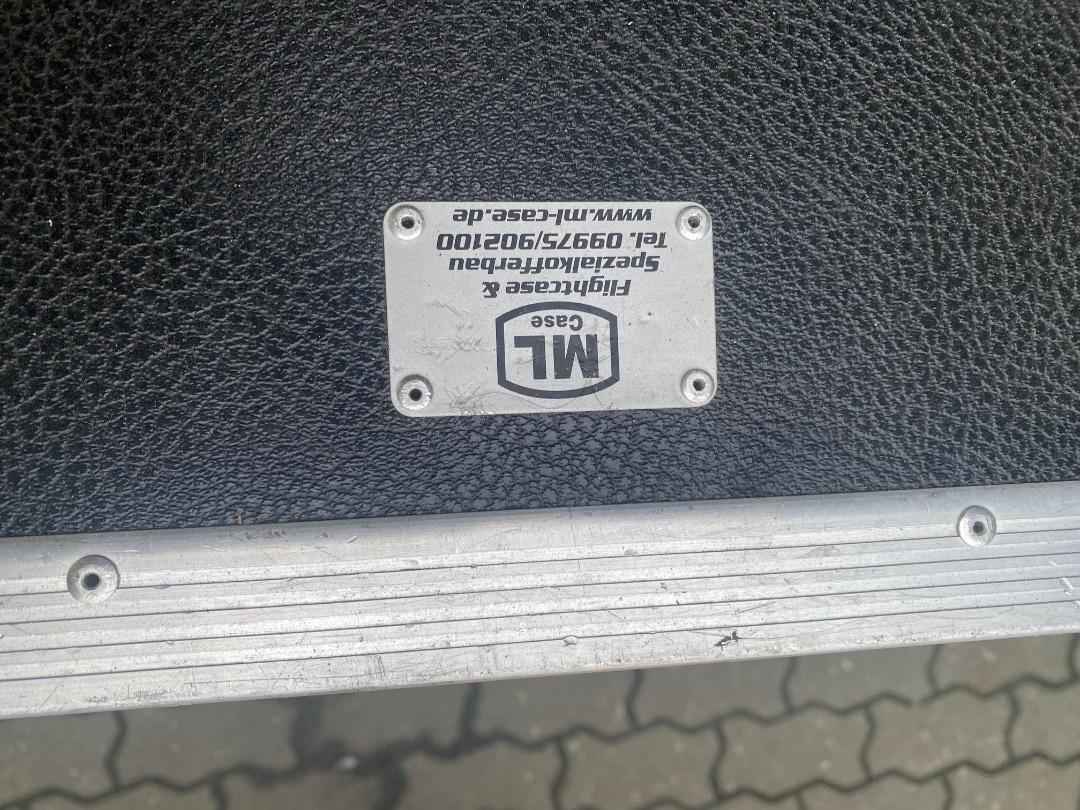 ML
Case
Flightcase &
Spezialkofferbau
Tel. 09975/902100
www.ml-case.de